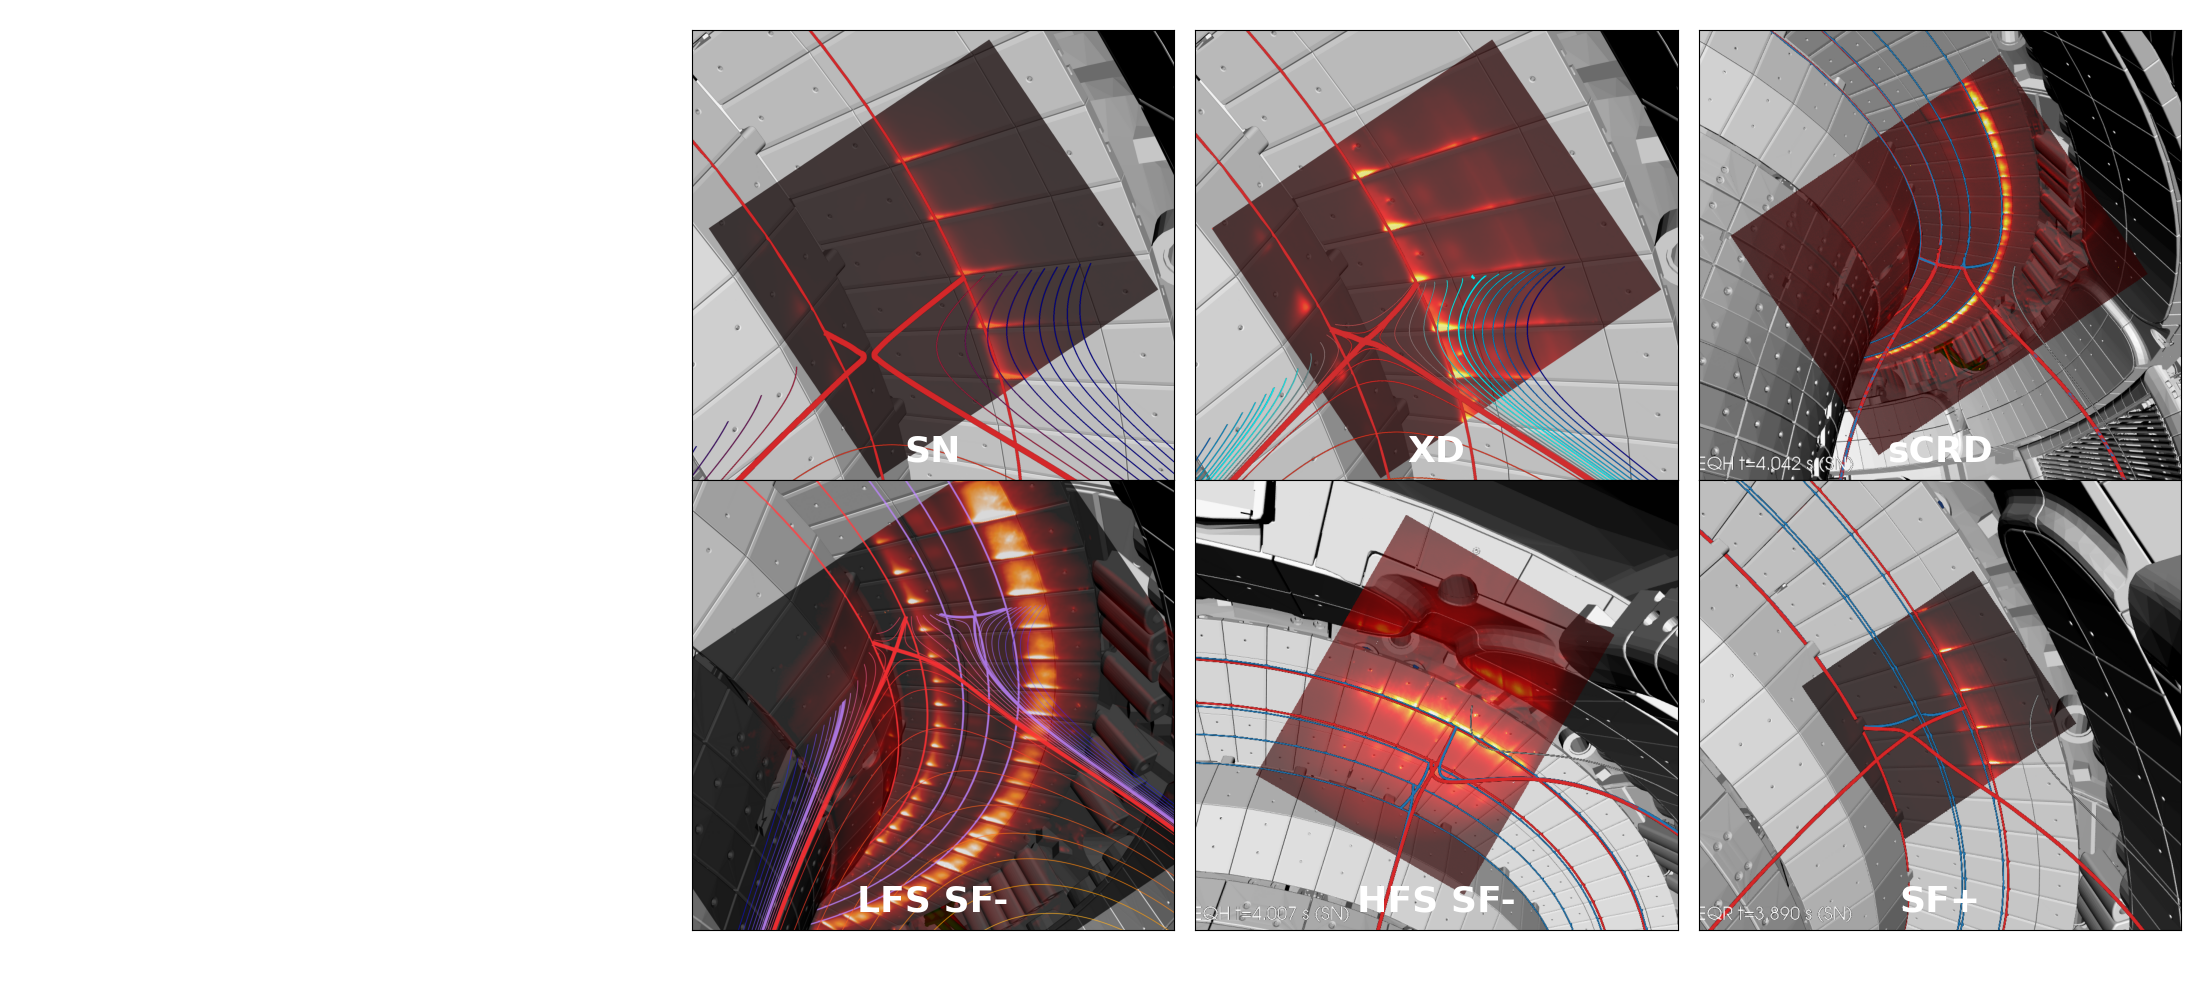 SN
XD
EQH t=4.042 s (SN)
sCRD
LFS SF-
EQH t=4.007 s (SN)
HFS SF-
EQR t=3.890 s (SN)
SF+